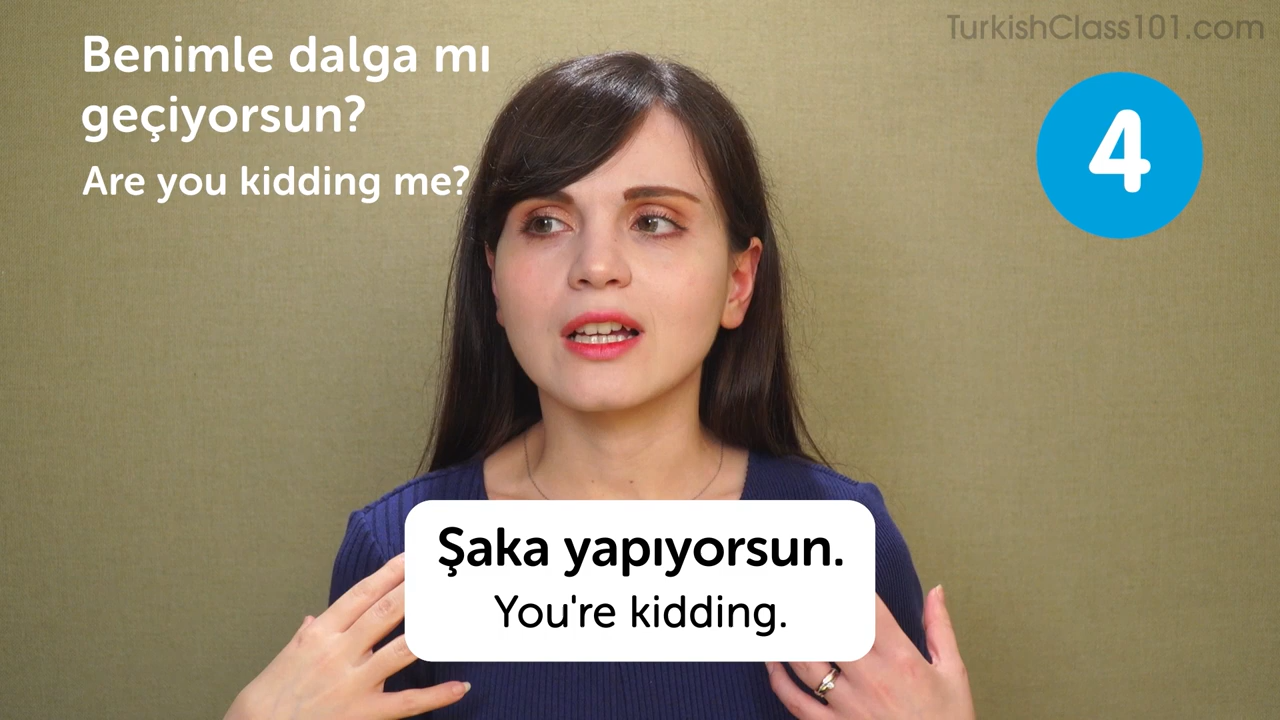 TurkishClass101.com
Benimle dalga mı
geçiyorsun?
Are you kidding me?
4
Şaka yapıyorsun.
You're kidding.